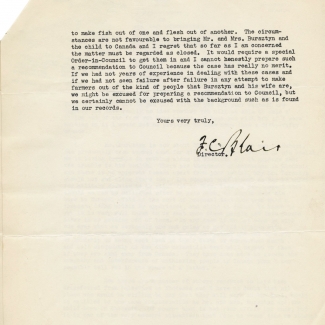 to make fish out of one and flesh out of another. The circum-
stances are not favourable to bringing Mr. and Mrs. Bursztyn and
the child to Canada and I regret that so far as I am concerned
the matter must be regarded as closed. It would require a special
Order-in-Council to get them in and I cannot honestly prepare such
a recommendation to Council because the case has really no merit.
If we had not years of experience in dealing with these cases and
if we had not seen failure after failure in any attempt to make
farmers out of the kind of people that Bursztyn and his wife are,
we might be excused for preparing a recommendation to Council, but
we certainly cannot be excused with the background such as is found
in our records.
Yours very truly,
F.C. Blair
Director.